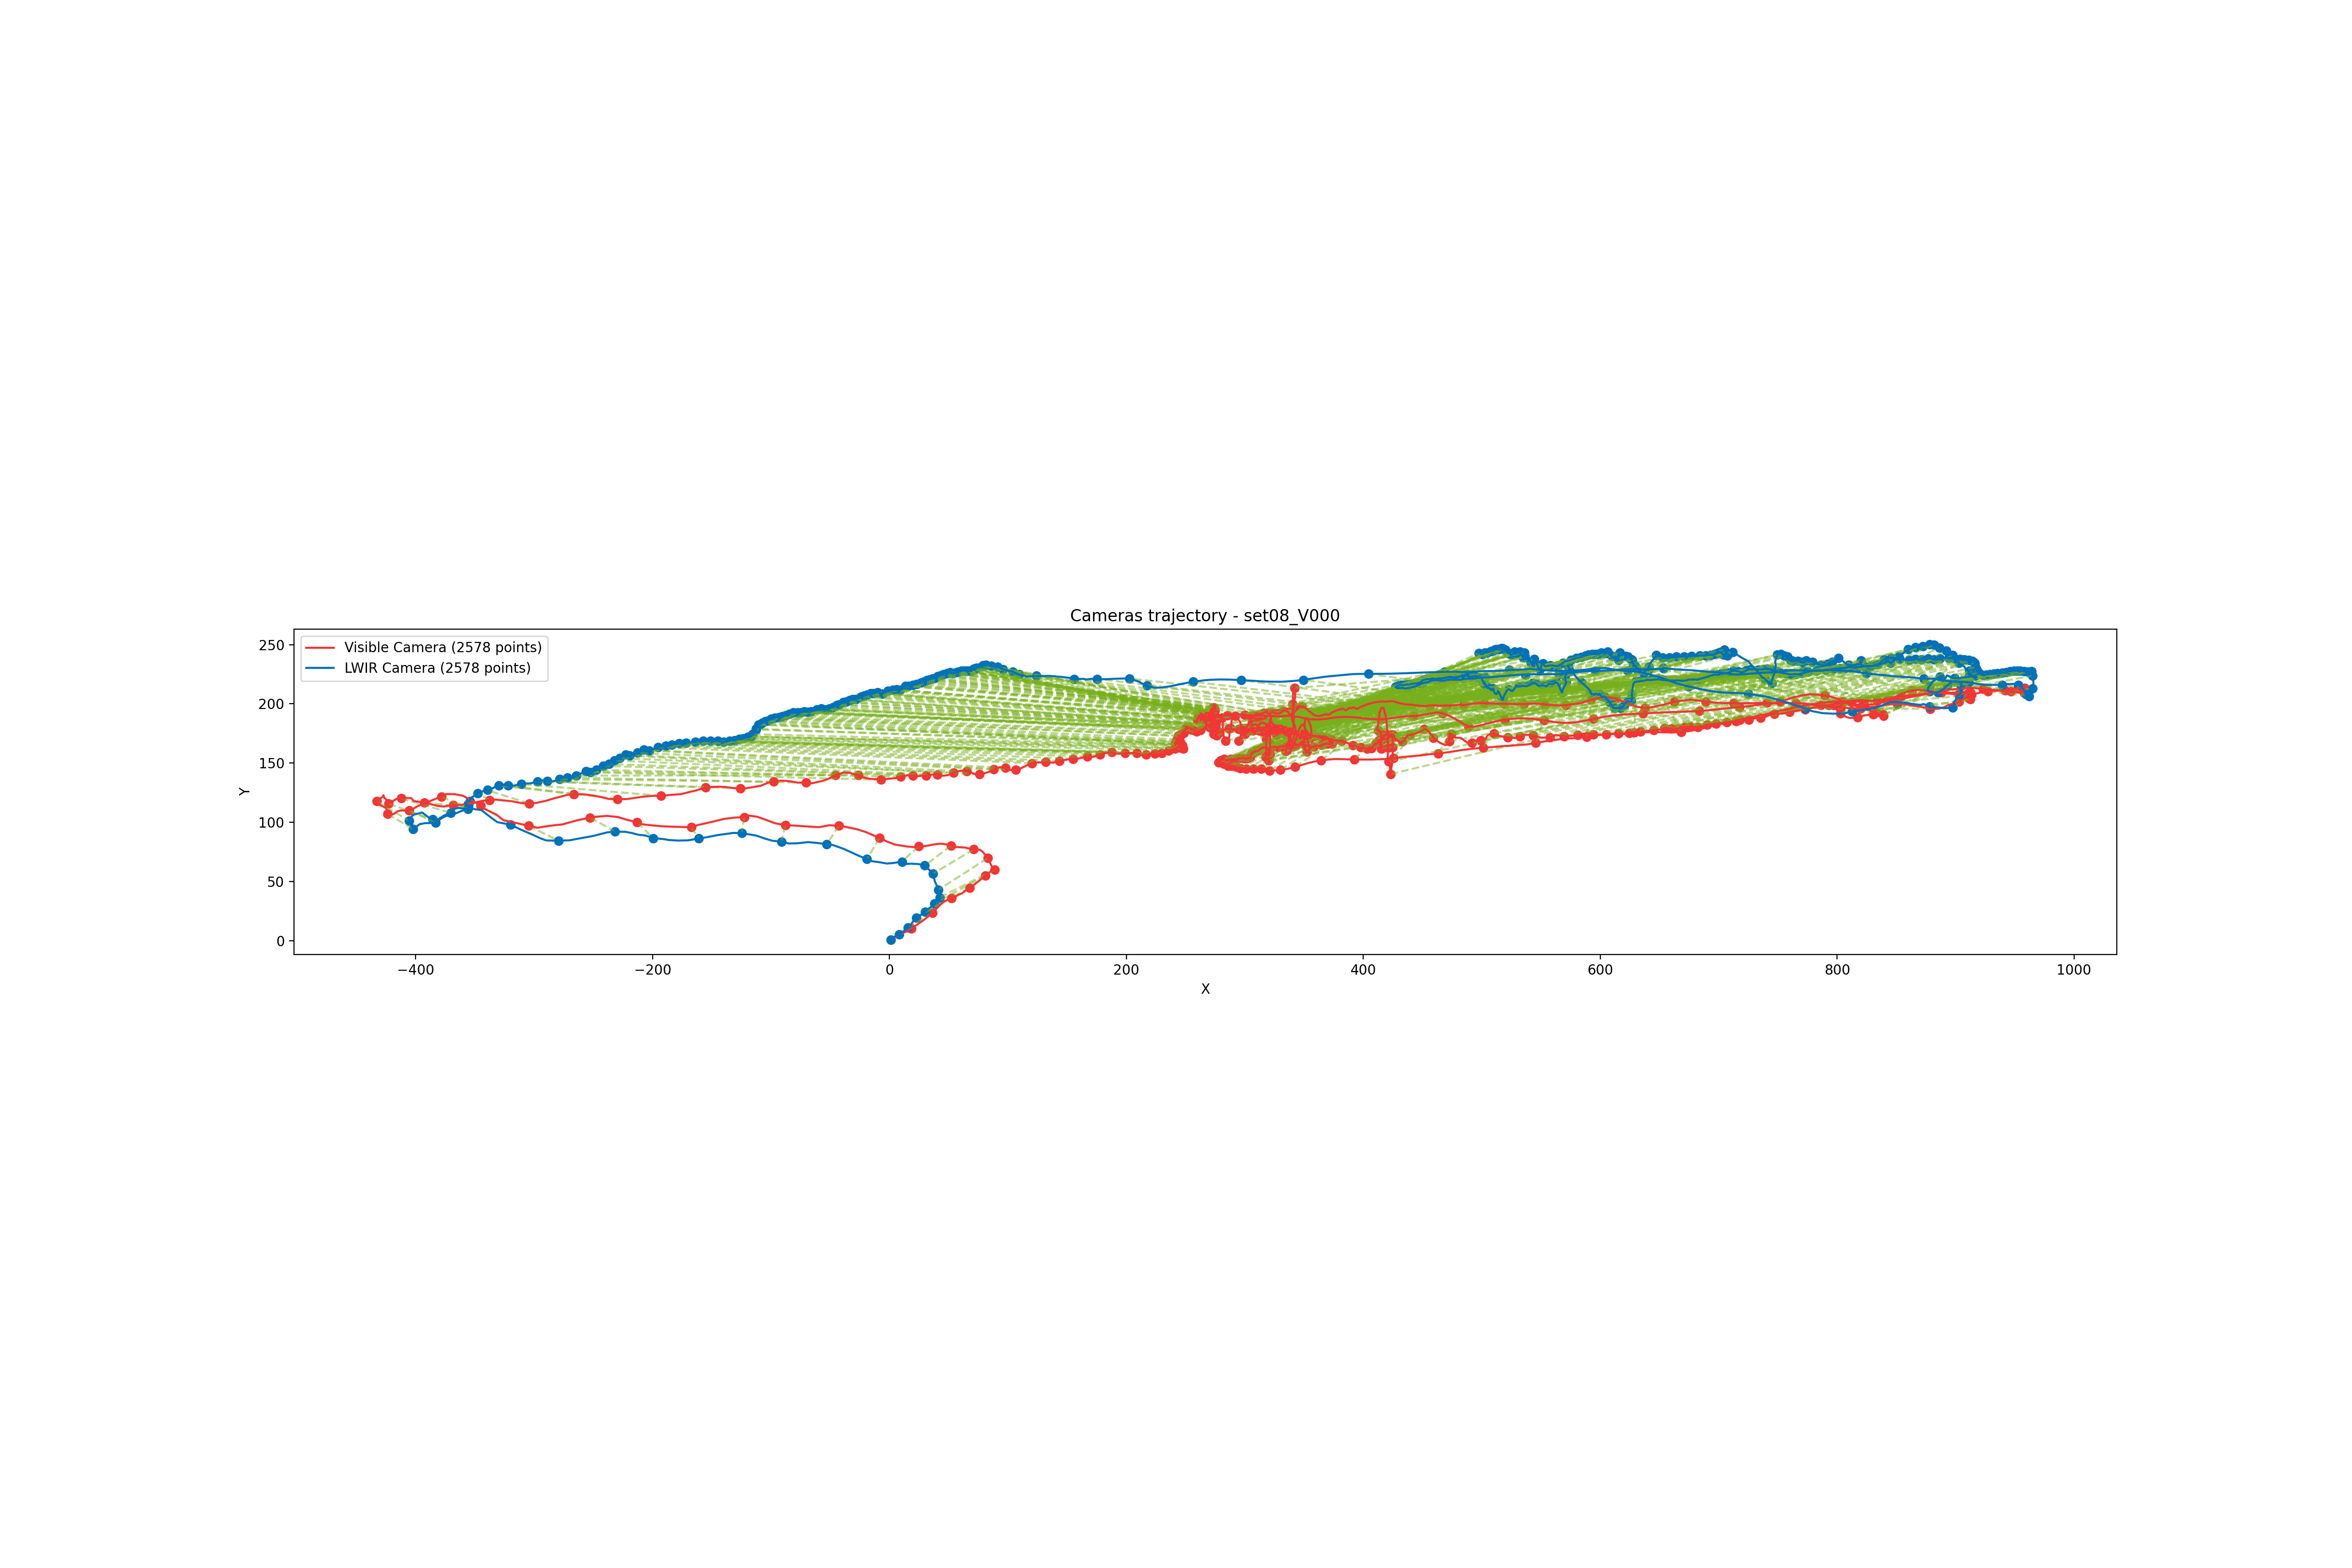 Cameras trajectory - set08_V000
Visible Camera (2578 points)
LWIR Camera (2578 points)
250
200
150
100
50
0
Y
−400
−200
0
200
400
600
800
1000
X